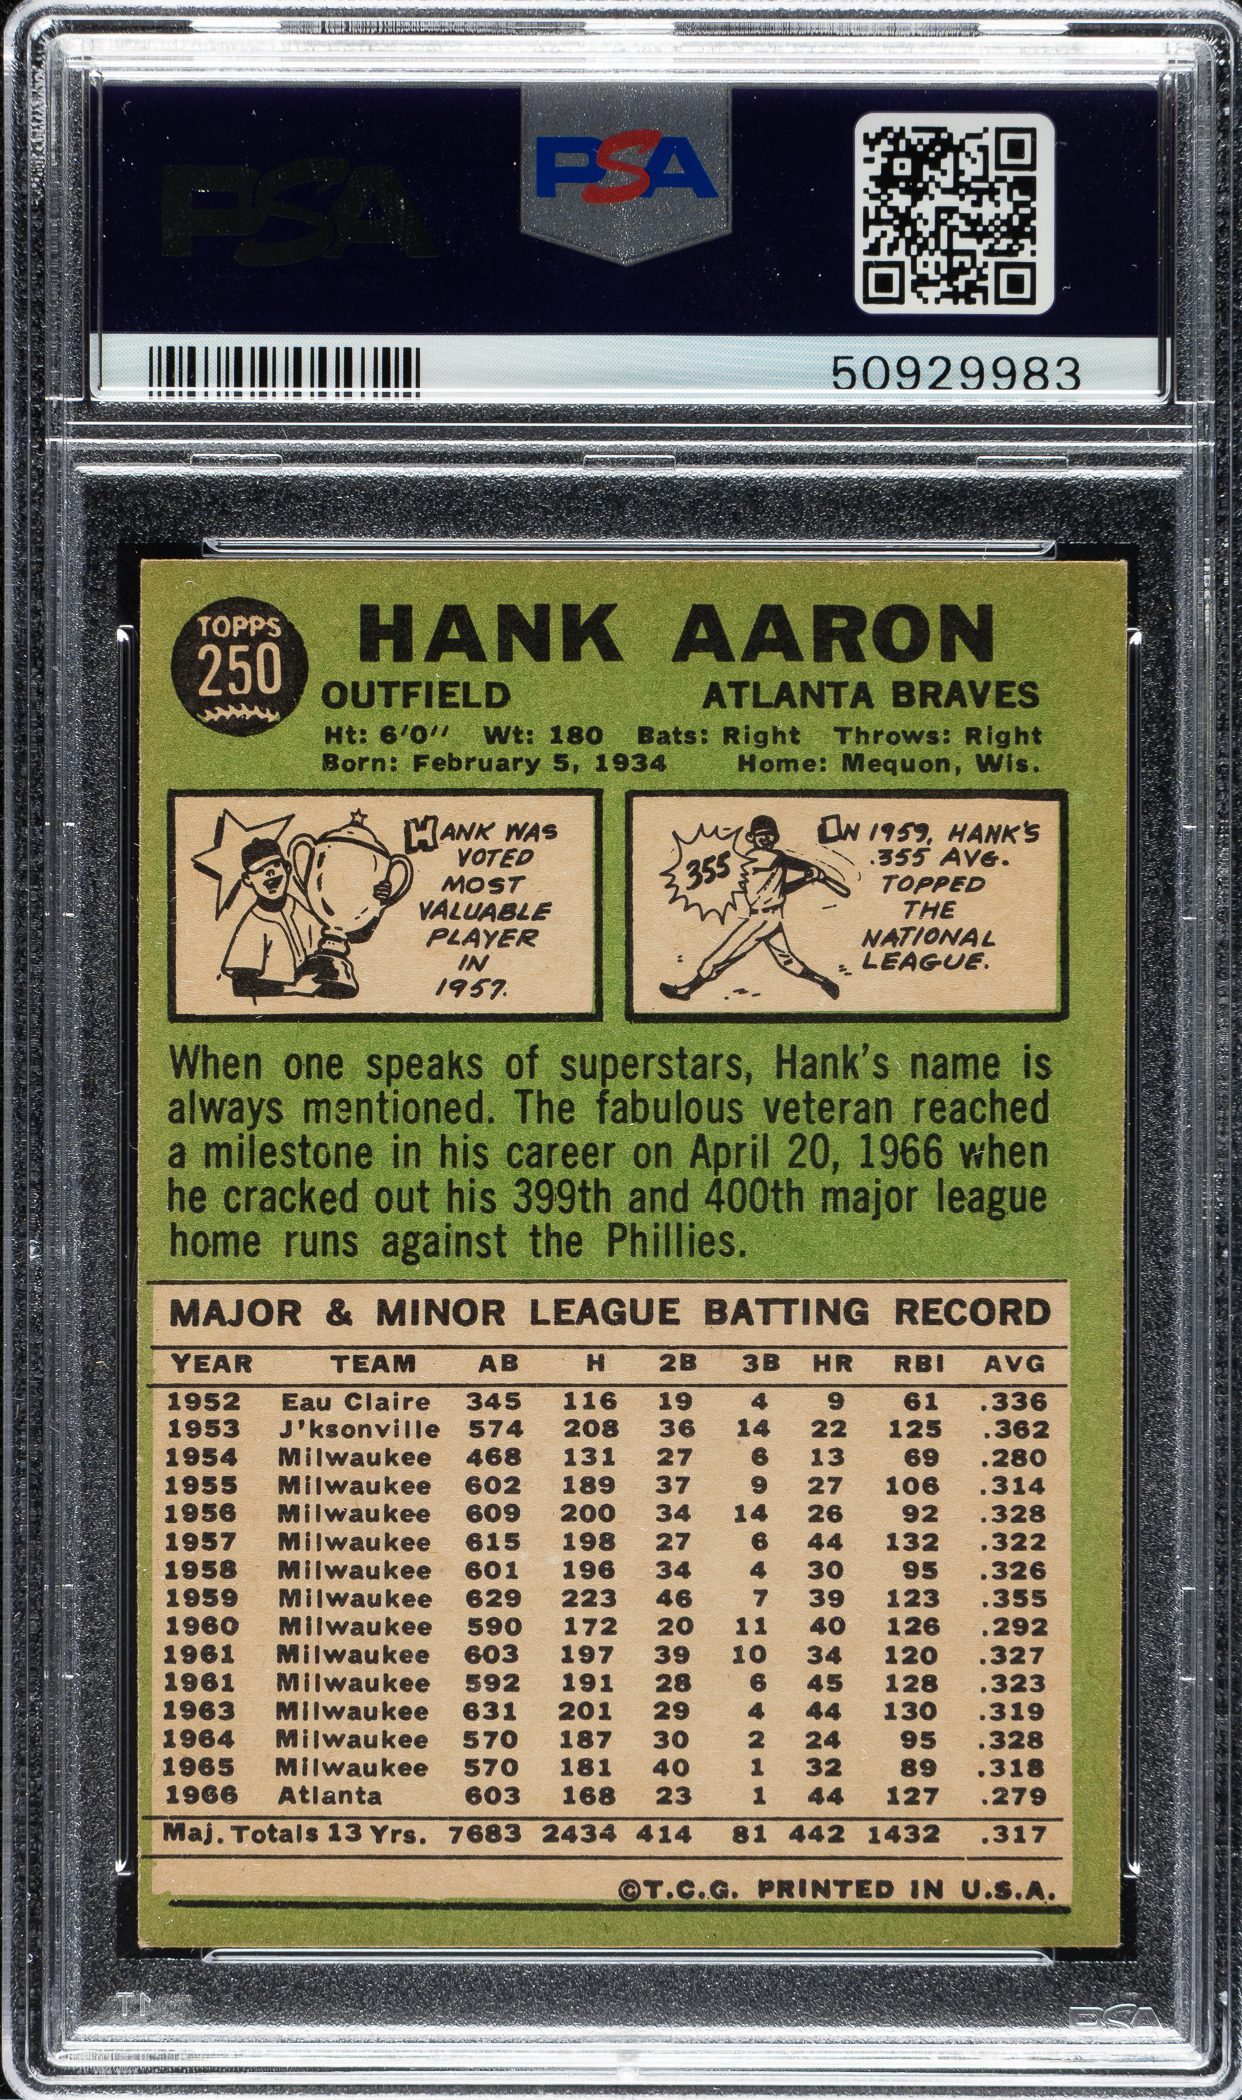 PSA
PSA
50929983
TOPPS
250
HANK AARON
OUTFIELD ATLANTA BRAVES
Ht: 6'0'' Wt: 180 Bats: Right Throws: Right
Born: February 5, 1934 Home: Mequon, Wis.
HANK WAS
VOTED
MOST
VALUABLE
PLAYER
IN
1957.
355
IN 1959, HANK'S
.355 AVG.
TOPPED
THE
NATIONAL
LEAGUE.
When one speaks of superstars, Hank's name is
always mentioned. The fabulous veteran reached
a milestone in his career on April 20, 1966 when
he cracked out his 399th and 400th major league
home runs against the Phillies.
MAJOR & MINOR LEAGUE BATTING RECORD
YEAR TEAM AB H 2B 3B HR RBI AVG
1952 Eau Claire 345 116 19 4 9 61 .336
1953 J'ksonville 574 208 36 14 22 125 .362
1954 Milwaukee 468 131 27 6 13 69 .280
1955 Milwaukee 602 189 37 9 27 106 .314
1956 Milwaukee 609 200 34 14 26 92 .328
1957 Milwaukee 615 198 27 6 44 132 .322
1958 Milwaukee 601 196 34 4 30 95 .326
1959 Milwaukee 629 223 46 7 39 123 .355
1960 Milwaukee 590 172 20 11 40 126 .292
1961 Milwaukee 603 197 39 10 34 120 .327
1961 Milwaukee 592 191 28 6 45 128 .323
1963 Milwaukee 631 201 29 4 44 130 .319
1964 Milwaukee 570 187 30 2 24 95 .328
1965 Milwaukee 570 181 40 1 32 89 .318
1966 Atlanta 603 168 23 1 44 127 .279
Maj. Totals 13 Yrs. 7683 2434 414 81 442 1432 .317
©T.C.G. PRINTED IN U.S.A.
PSA